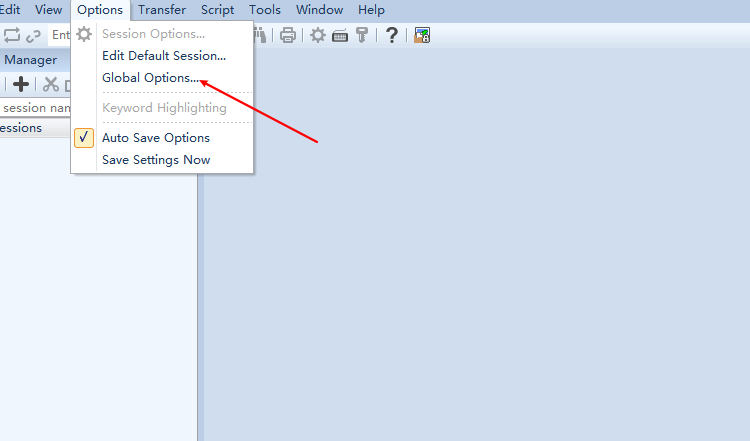 Edit View Options Transfer Script Tools Window Help
Ent
Session Options...
Edit Default Session...
Global Options...
Keyword Highlighting
Auto Save Options
Save Settings Now
Manager
session nam
essions